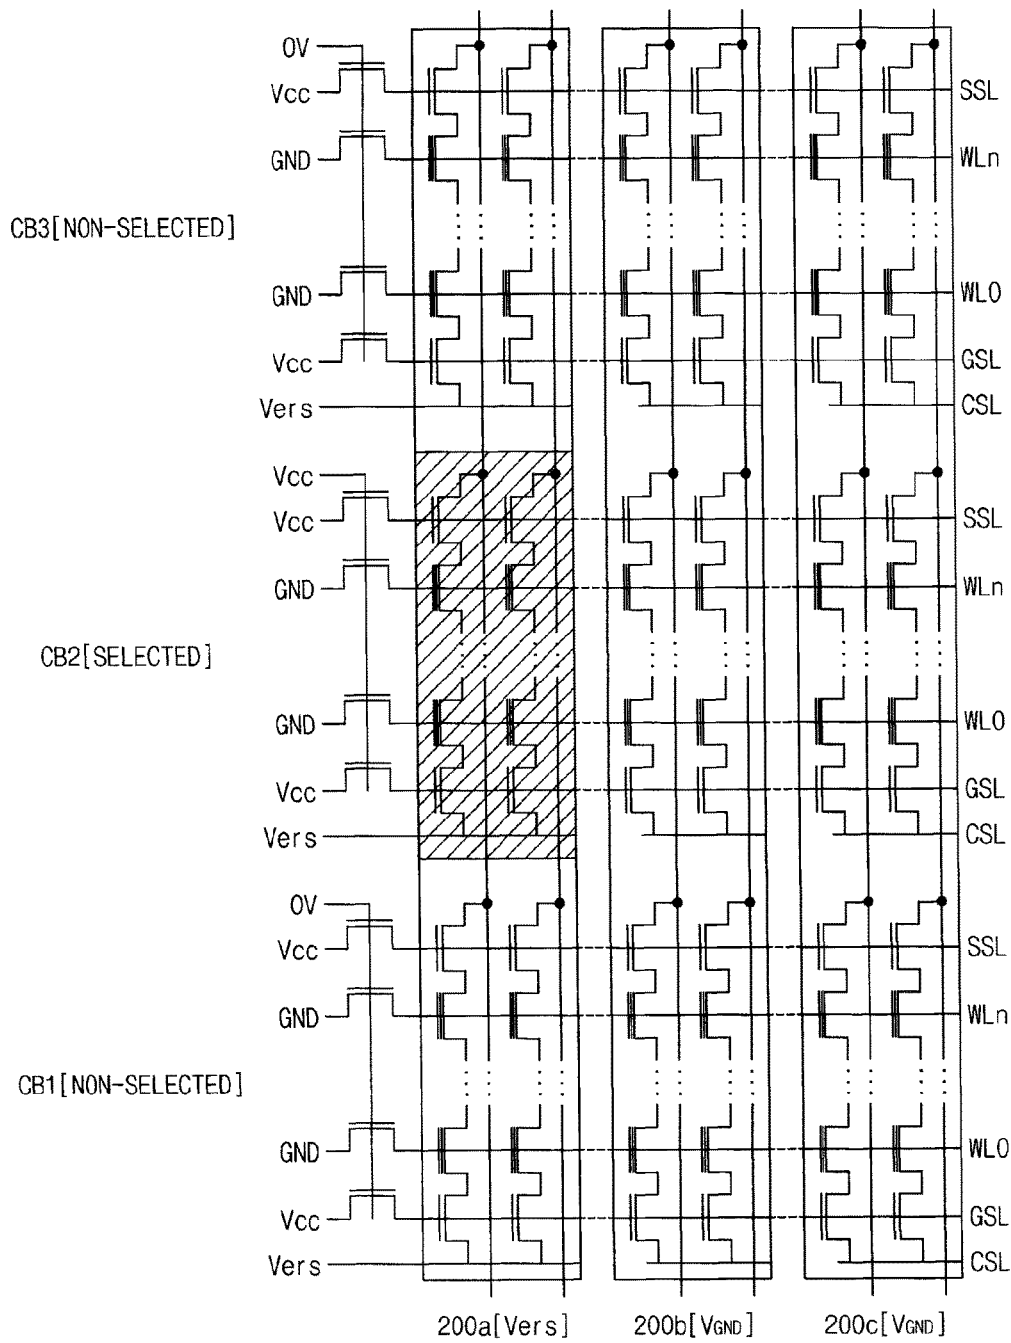 0V
Vcc SSL
GND WLn
CB3[NON-SELECTED]
GND WL0
Vcc GSL
Vers CSL
Vcc
Vcc SSL
GND WLn
CB2[SELECTED]
GND WL0
Vcc GSL
Vers CSL
0V
Vcc SSL
GND WLn
CB1[NON-SELECTED]
GND WL0
Vcc GSL
Vers CSL
200a[Vers] 200b[VGND] 200c[VGND]